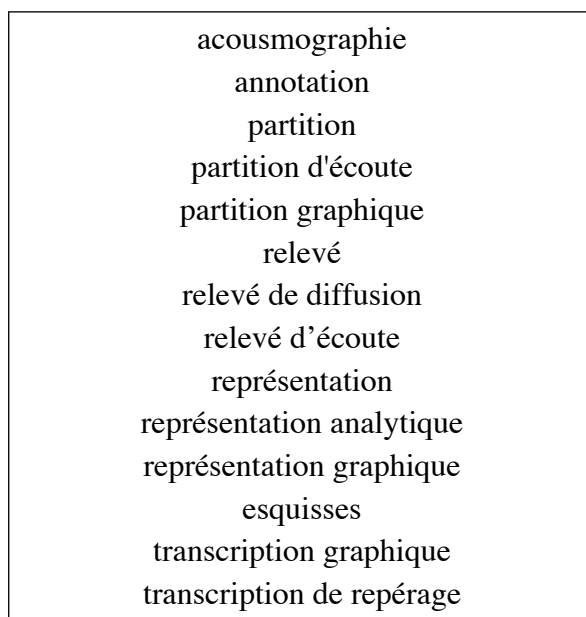 acousmographie
annotation
partition
partition d'écoute
partition graphique
relevé
relevé de diffusion
relevé d’écoute
représentation
représentation analytique
représentation graphique
esquisses
transcription graphique
transcription de repérage